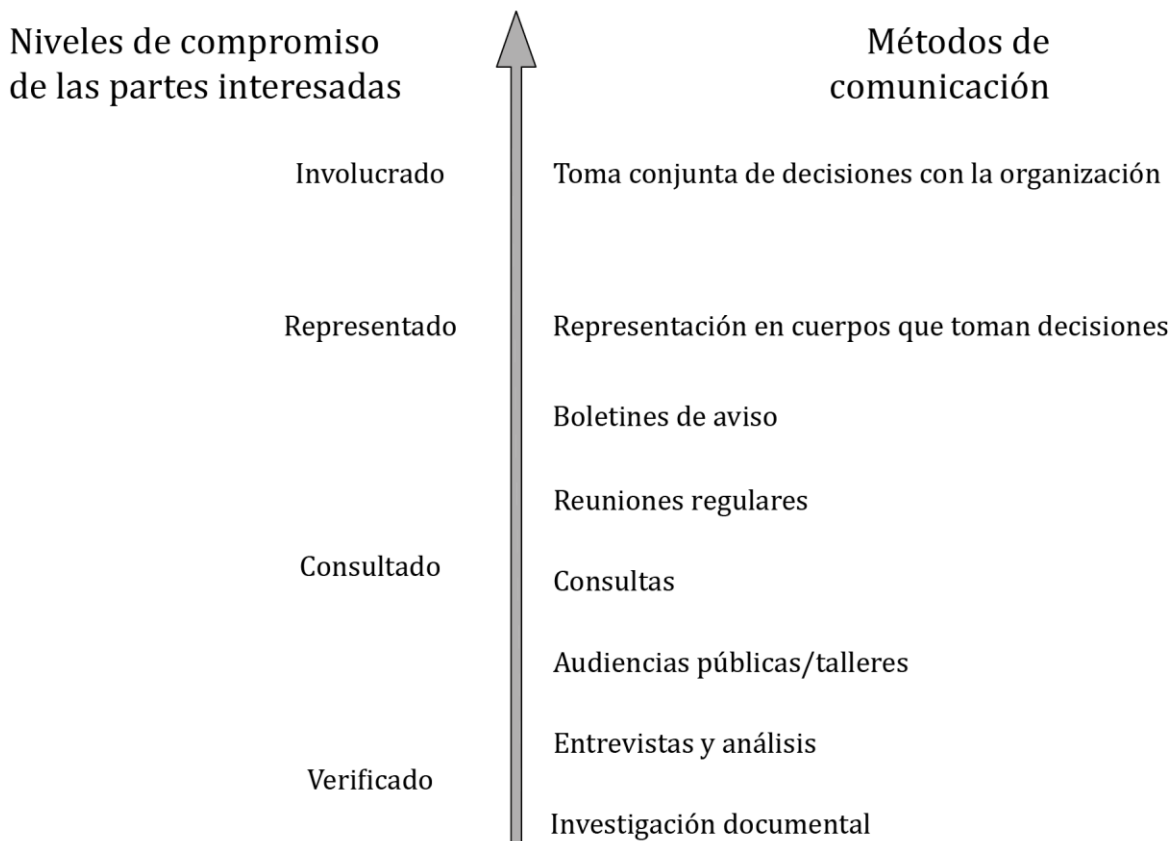 Niveles de compromiso
de las partes interesadas
Métodos de
comunicación
Involucrado
Toma conjunta de decisiones con la organización
Representado
Representación en cuerpos que toman decisiones
Boletines de aviso
Reuniones regulares
Consultado
Consultas
Audiencias públicas/talleres
Entrevistas y análisis
Verificado
Investigación documental